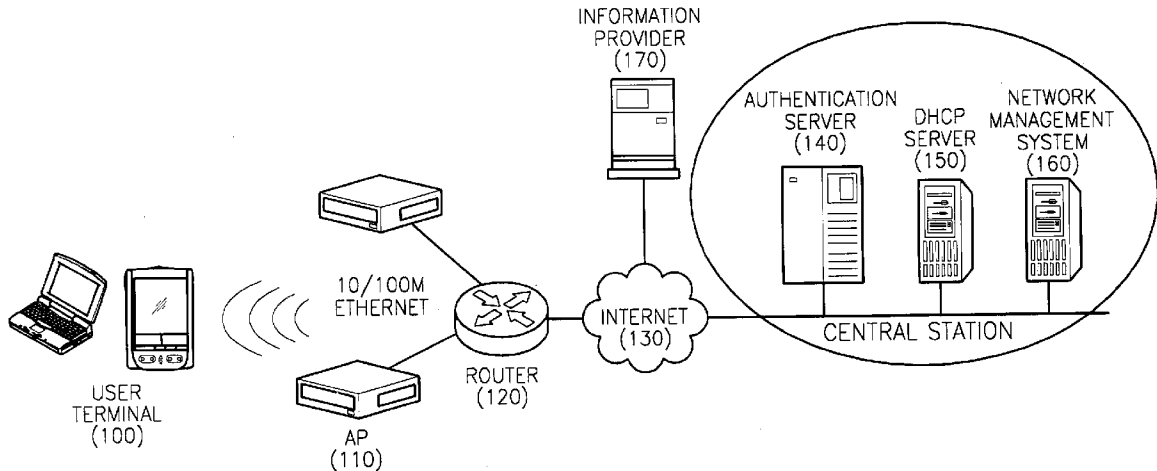 INFORMATION
PROVIDER
(170)
AUTHENTICATION
SERVER
(140)
DHCP
SERVER
(150)
NETWORK
MANAGEMENT
SYSTEM
(160)
10/100M
ETHERNET
INTERNET
(130)
CENTRAL STATION
ROUTER
(120)
USER
TERMINAL
(100)
AP
(110)